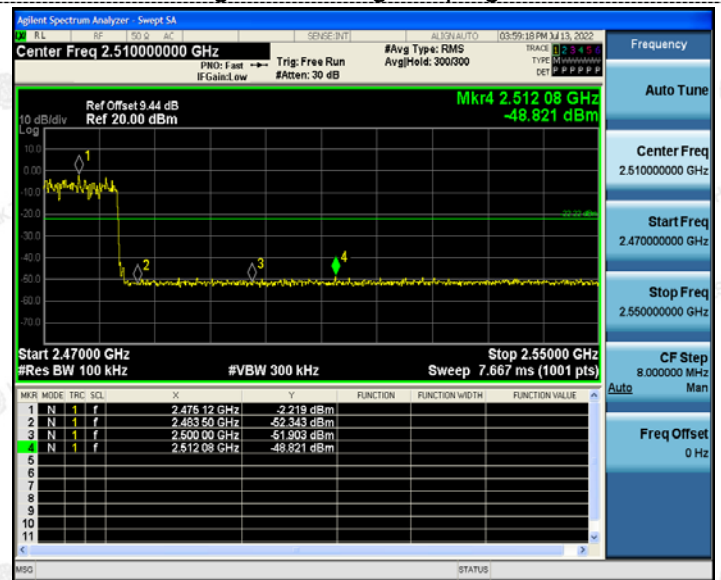 Agilent Spectrum Analyzer - Swept SA
RL RF 50 Ω AC SENSE:INT ALIGN AUTO 03:59:18 PM Jul 13, 2022
Center Freq 2.510000000 GHz
PNO: Fast
IFGain:Low
Trig: Free Run
#Atten: 30 dB
#Avg Type: RMS
Avg|Hold: 300/300
TRACE 1 2 3 4 5 6
TYPE M W W W W W
DET P P P P P P
Ref Offset 9.44 dB
Ref 20.00 dBm
10 dB/div
Log
Mkr4 2.512 08 GHz
-48.821 dBm
10.0
0.00
-10.0
-20.0
-30.0
-40.0
-50.0
-60.0
-70.0
1
2
3
4
-22.22 dBm
Start 2.47000 GHz Stop 2.55000 GHz
#Res BW 100 kHz #VBW 300 kHz Sweep 7.667 ms (1001 pts)
MKR MODE TRC SCL X Y FUNCTION FUNCTION WIDTH FUNCTION VALUE
1 N 1 f 2.475 12 GHz -2.219 dBm
2 N 1 f 2.483 50 GHz -52.343 dBm
3 N 1 f 2.500 00 GHz -51.903 dBm
4 N 1 f 2.512 08 GHz -48.821 dBm
5
6
7
8
9
10
11
MSG STATUS
Frequency
Auto Tune
Center Freq
2.510000000 GHz
Start Freq
2.470000000 GHz
Stop Freq
2.550000000 GHz
CF Step
8.000000 MHz
Auto Man
Freq Offset
0 Hz